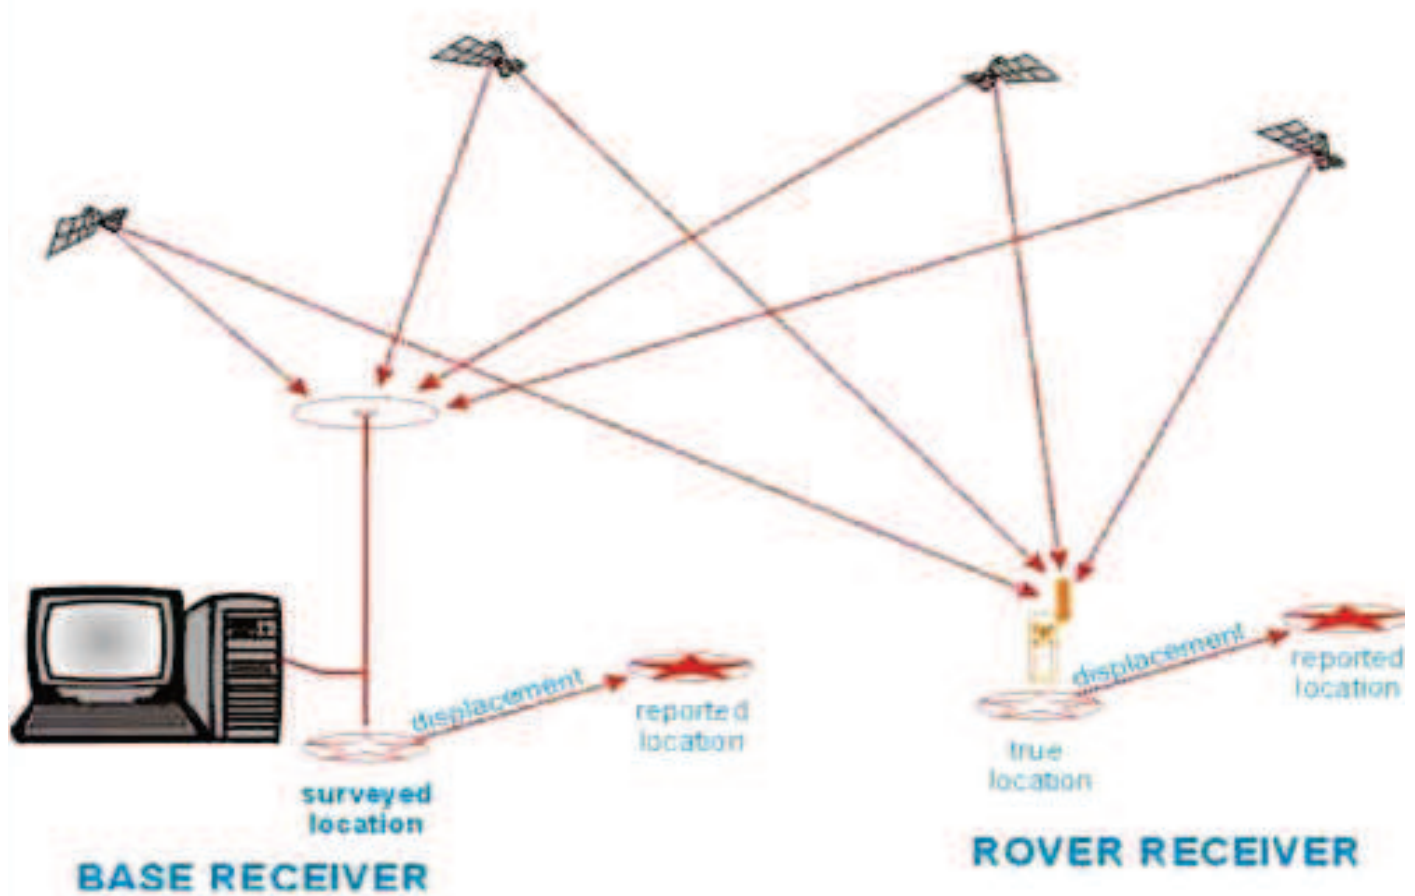 displacement
reported
location
surveyed
location
BASE RECEIVER
displacement
reported
location
true
location
ROVER RECEIVER